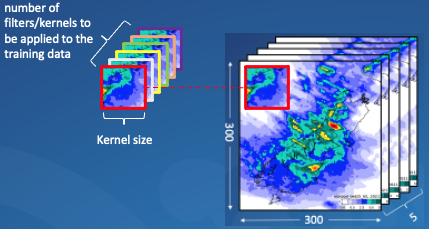 number of
filters/kernels to
be applied to the
training data
Kernel size
300
300
5